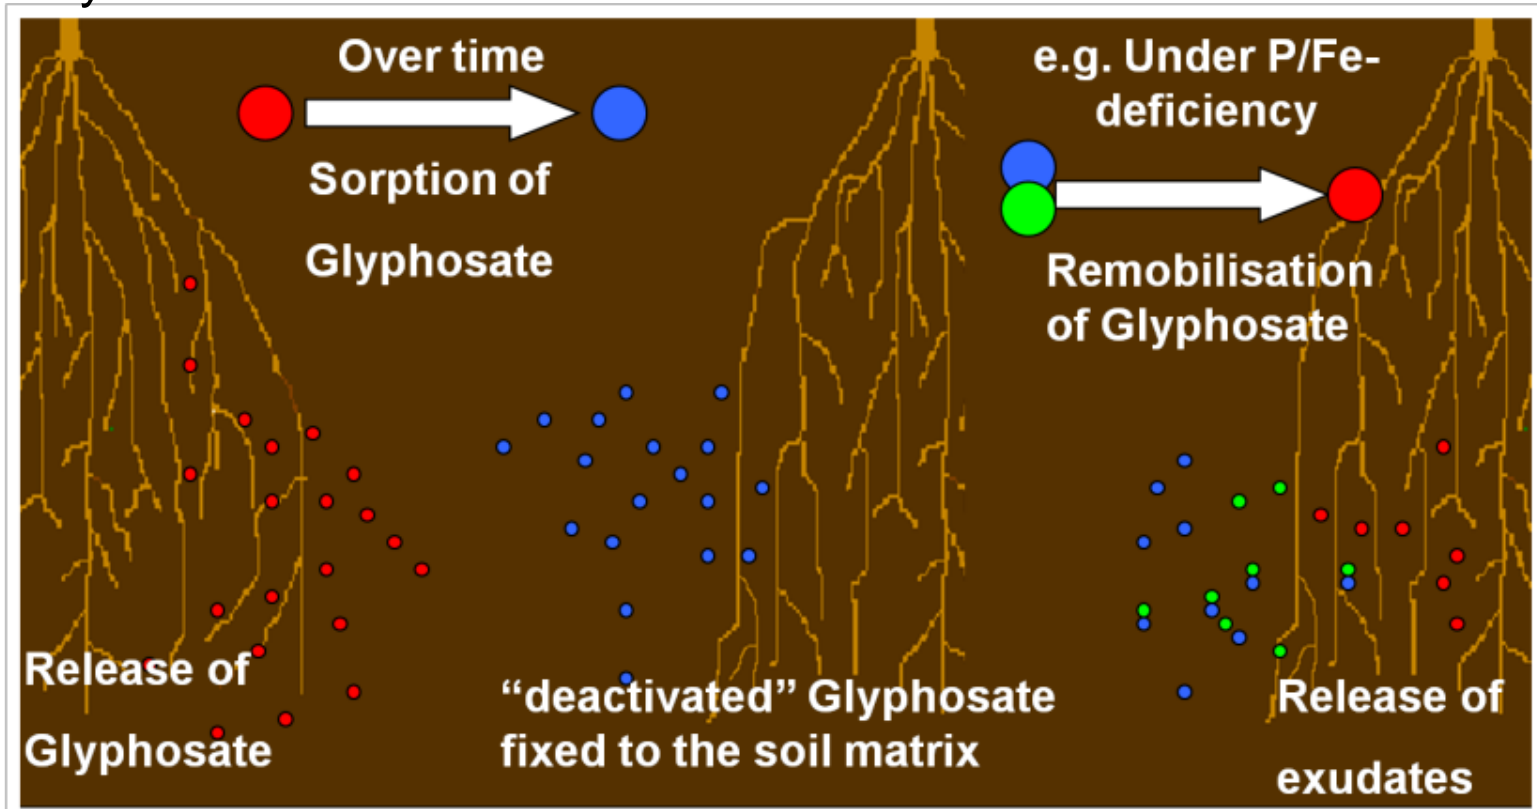 Over time
Sorption of
Glyphosate
e.g. Under P/Fe-
deficiency
Remobilisation
of Glyphosate
Release of
Glyphosate
“deactivated” Glyphosate
fixed to the soil matrix
Release of
exudates